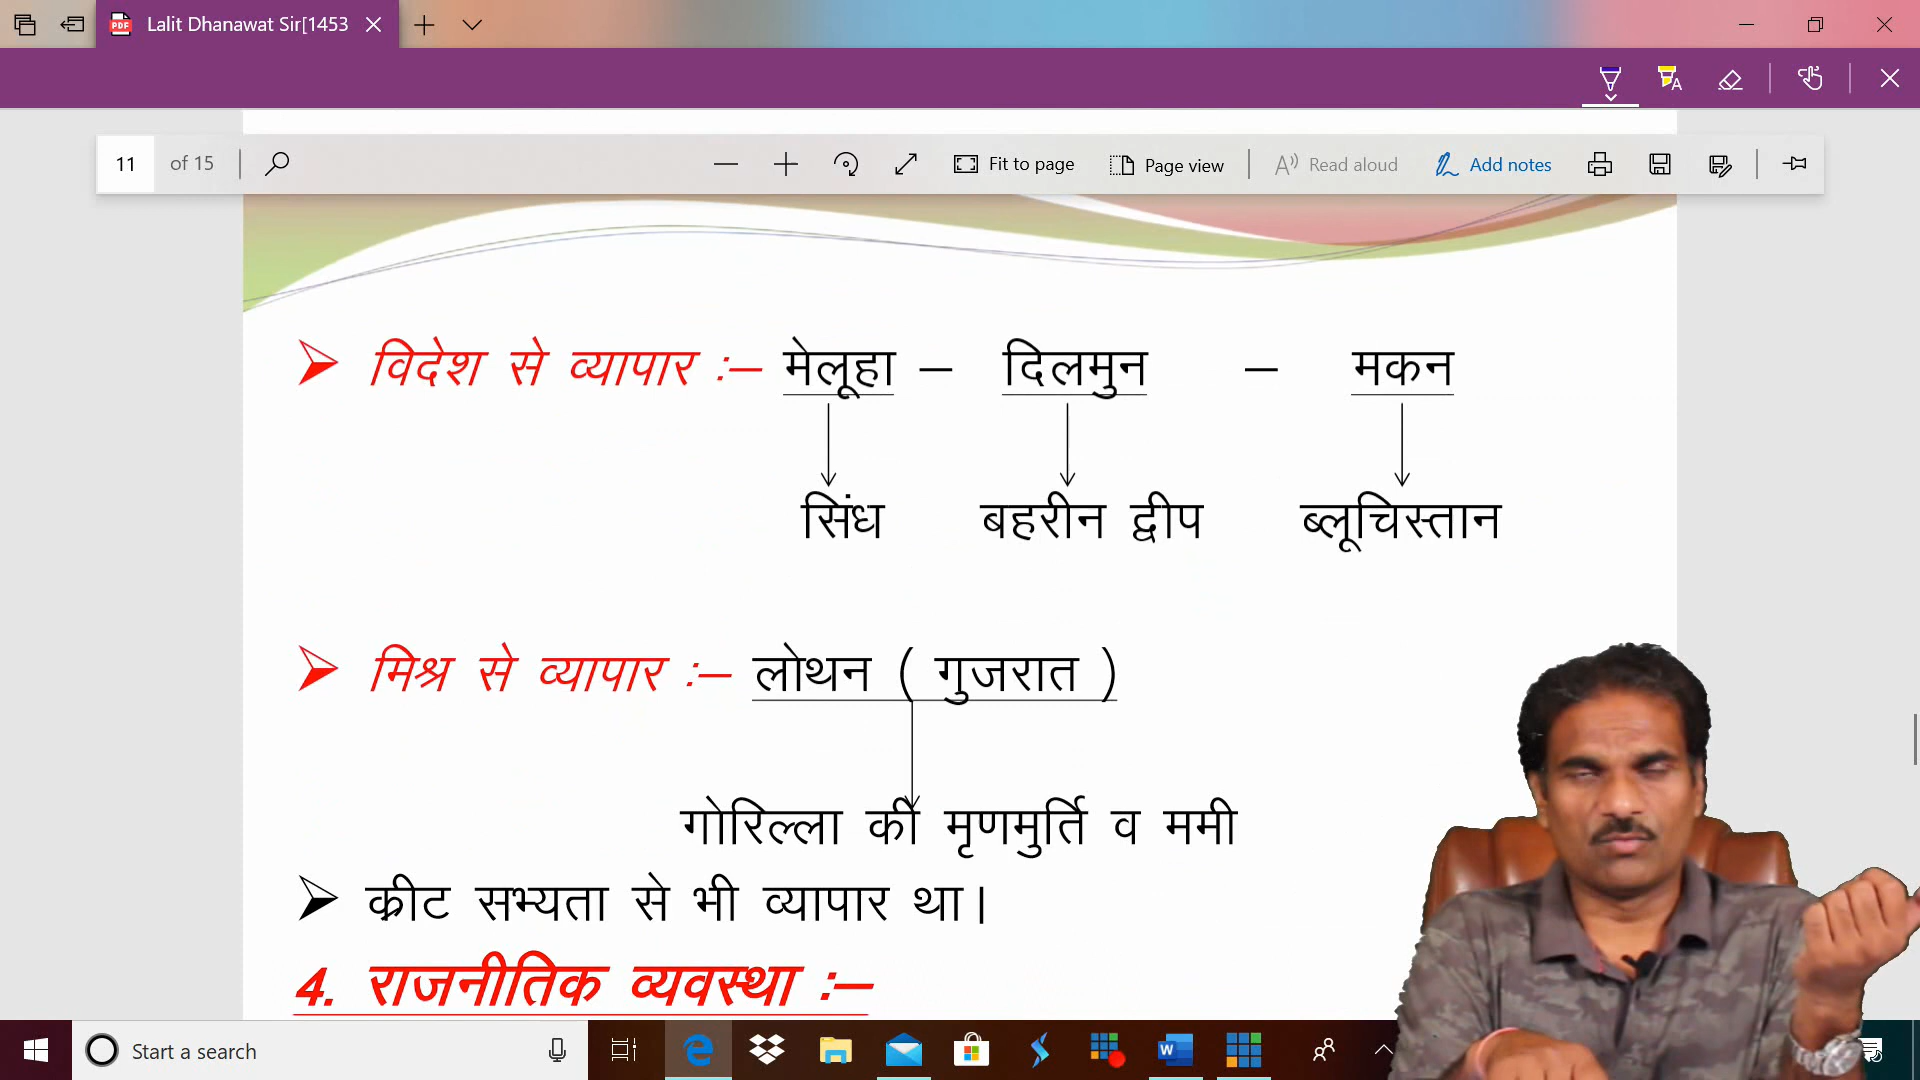 Lalit Dhanawat Sir[1453
11 of 15
Fit to page
Page view
Read aloud
Add notes
विदेश से व्यापार :– मेलूहा – दिलमुन – मकन
सिंध बहरीन द्वीप ब्लूचिस्तान
मिश्र से व्यापार :– लोथन ( गुजरात )
गोरिल्ला की मृणमुर्ति व ममी
क्रीट सभ्यता से भी व्यापार था।
4. राजनीतिक व्यवस्था :–
Start a search